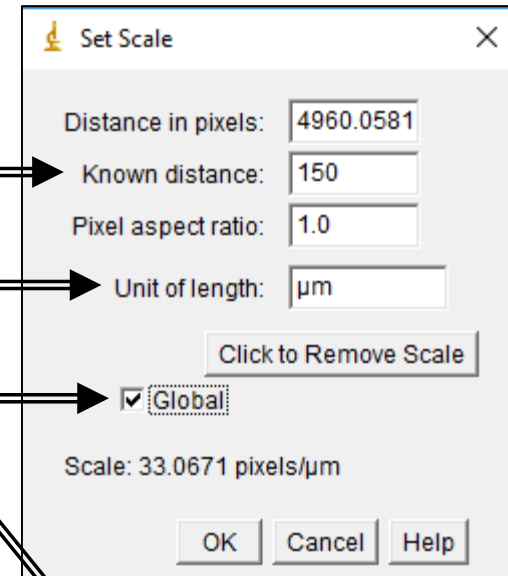 Set Scale
Distance in pixels: 4960.0581
Known distance: 150
Pixel aspect ratio: 1.0
Unit of length: µm
Click to Remove Scale
Global
Scale: 33.0671 pixels/µm
OK Cancel Help